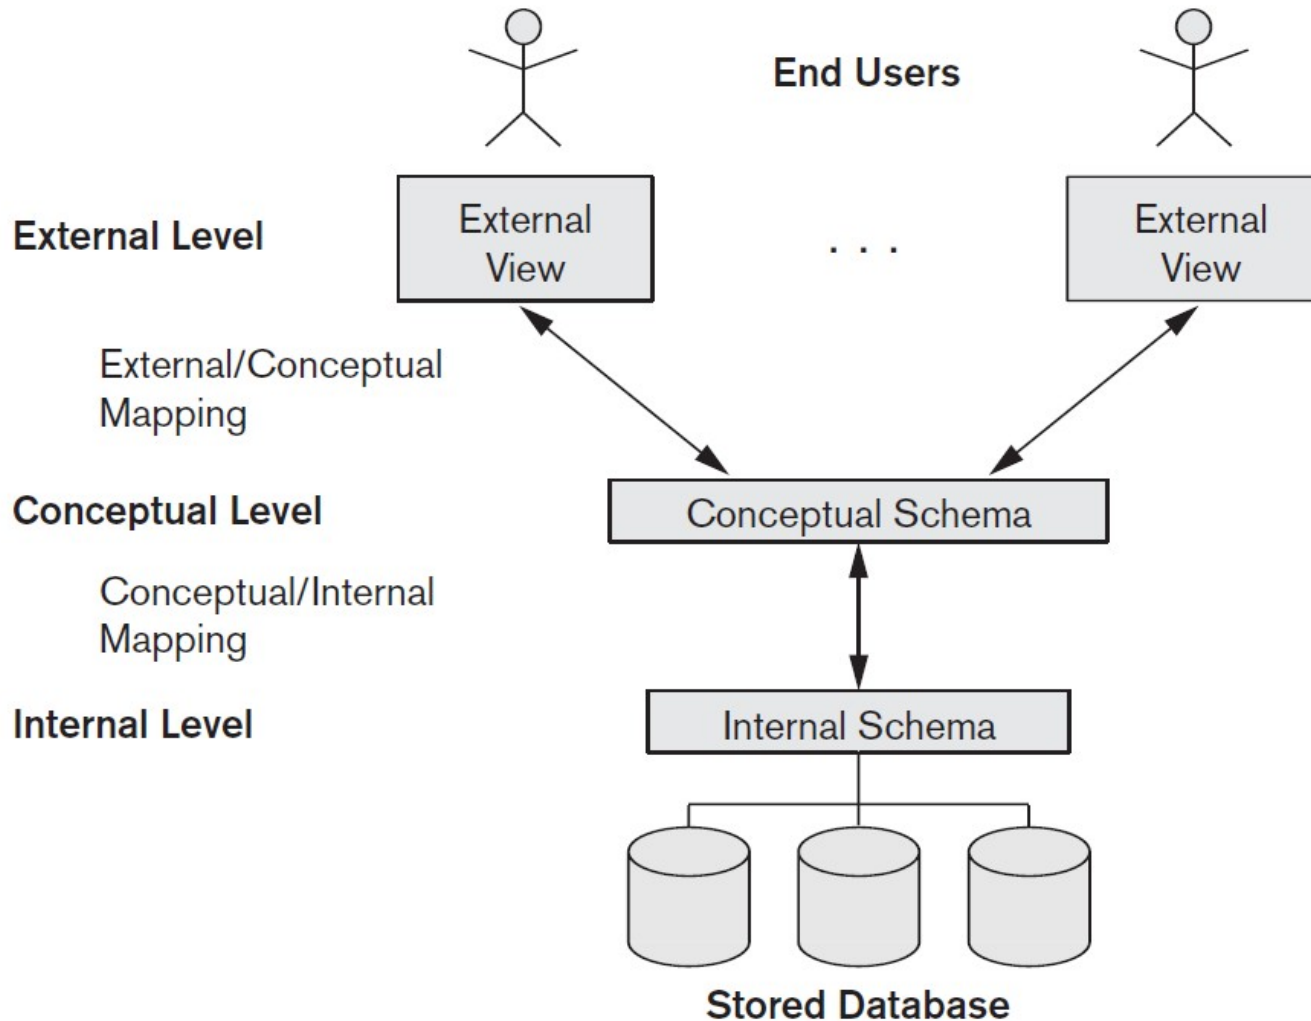 End Users
External
View
External Level
. . .
External
View
External/Conceptual
Mapping
Conceptual Level
Conceptual Schema
Conceptual/Internal
Mapping
Internal Level
Internal Schema
Stored Database